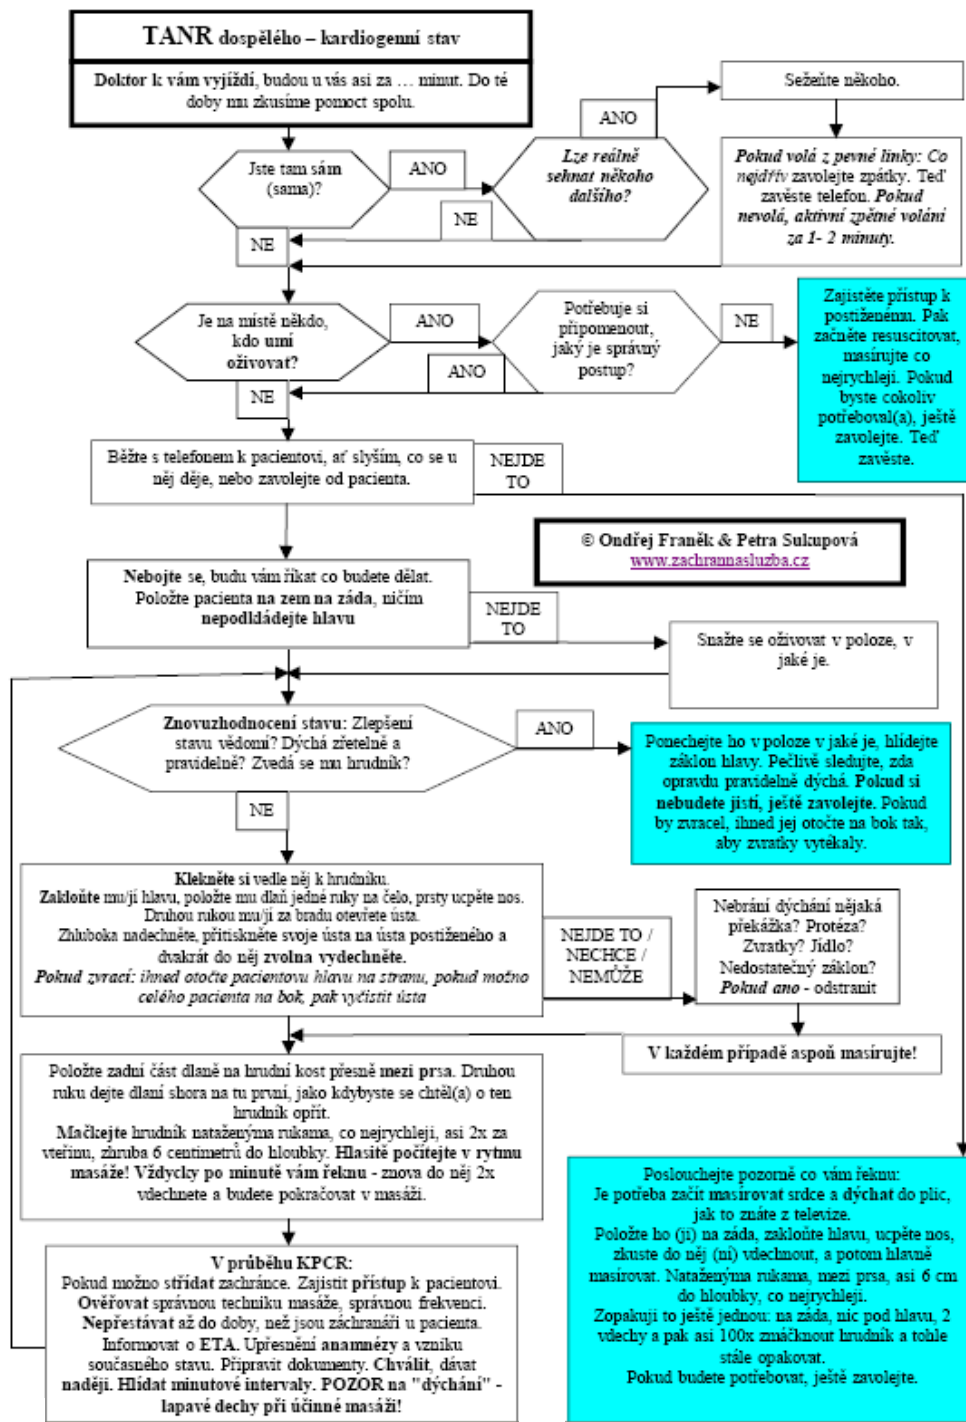 TANR dospělého – kardiogenní stav
Doktor k vám vyjíždí, budou u vás asi za ... minut. Do té
doby mu zkusíme pomoct spolu.
Sežeňte někoho.
ANO
Jste tam sám
(sama)?
ANO
Lze reálně
sehnat někoho
dalšího?
Pokud volá z pevné linky: Co
nejdřív zavolejte zpátky. Teď
zavěste telefon. Pokud
nevolá, aktivní zpětné volání
za 1- 2 minuty.
NE
NE
Je na místě někdo,
kdo umí
oživovat?
ANO
Potřebuje si
připomenout,
jaký je správný
postup?
NE
ANO
NE
Zajistěte přístup k
postiženému. Pak
začněte resuscitovat,
masírujte co
nejrychleji. Pokud
byste cokoliv
potřeboval(a), ještě
zavolejte. Teď
zavěste.
Běžte s telefonem k pacientovi, ať slyším, co se u
něj děje, nebo zavolejte od pacienta.
NEJDE
TO
© Ondřej Franěk & Petra Sukupová
www.zachrannasluzba.cz
Nebojte se, budu vám říkat co budete dělat.
Položte pacienta na zem na záda, ničím
nepodkládejte hlavu
NEJDE
TO
Snažte se oživovat v poloze, v
jaké je.
Znovuzhodnocení stavu: Zlepšení
stavu vědomí? Dýchá zřetelně a
pravidelně? Zvedá se mu hrudník?
ANO
NE
Ponechejte ho v poloze v jaké je, hlídejte
záklon hlavy. Pečlivě sledujte, zda
opravdu pravidelně dýchá. Pokud si
nebudete jistí, ještě zavolejte. Pokud
by zvracel, ihned jej otočte na bok tak,
aby zvratky vytékaly.
Klekněte si vedle něj k hrudníku.
Zakloňte mu/jí hlavu, položte mu dlaň jedné ruky na čelo, prsty ucpěte nos.
Druhou rukou mu/jí za bradu otevřete ústa.
Zhluboka nadechněte, přitiskněte svoje ústa na ústa postiženého a
dvakrát do něj zvolna vydechněte.
Pokud zvrací: ihned otočte pacientovu hlavu na stranu, pokud možno
celého pacienta na bok, pak vyčistit ústa
NEJDE TO /
NECHCE /
NEMŮŽE
Nebrání dýchání nějaká
překážka? Protéza?
Zvratky? Jídlo?
Nedostatečný záklon?
Pokud ano - odstranit
V každém případě aspoň masírujte!
Položte zadní část dlaně na hrudní kost přesně mezi prsa. Druhou
ruku dejte dlaní shora na tu první, jako kdybyste se chtěl(a) o ten
hrudník opřít.
Mačkejte hrudník nataženýma rukama, co nejrychleji, asi 2x za
vteřinu, zhruba 6 centimetrů do hloubky. Hlasitě počítejte v rytmu
masáže! Vždycky po minutě vám řeknu - znova do něj 2x
vdechnete a budete pokračovat v masáži.
V průběhu KPCR:
Pokud možno střídat zachránce. Zajistit přístup k pacientovi.
Ověřovat správnou techniku masáže, správnou frekvenci.
Nepřestávat až do doby, než jsou záchranáři u pacienta.
Informovat o ETA. Upřesnění anamnézy a vzniku
současného stavu. Připravit dokumenty. Chválit, dávat
naději. Hlídat minutové intervaly. POZOR na "dýchání" -
lapavé dechy při účinné masáži!
Poslouchejte pozorně co vám řeknu:
Je potřeba začít masírovat srdce a dýchat do plic,
jak to znáte z televize.
Položte ho (ji) na záda, zakloňte hlavu, ucpěte nos,
zkuste do něj (ní) vdechnout, a potom hlavně
masírovat. Nataženýma rukama, mezi prsa, asi 6 cm
do hloubky, co nejrychleji.
Zopakuji to ještě jednou: na záda, nic pod hlavu, 2
vdechy a pak asi 100x zmáčknout hrudník a tohle
stále opakovat.
Pokud budete potřebovat, ještě zavolejte.